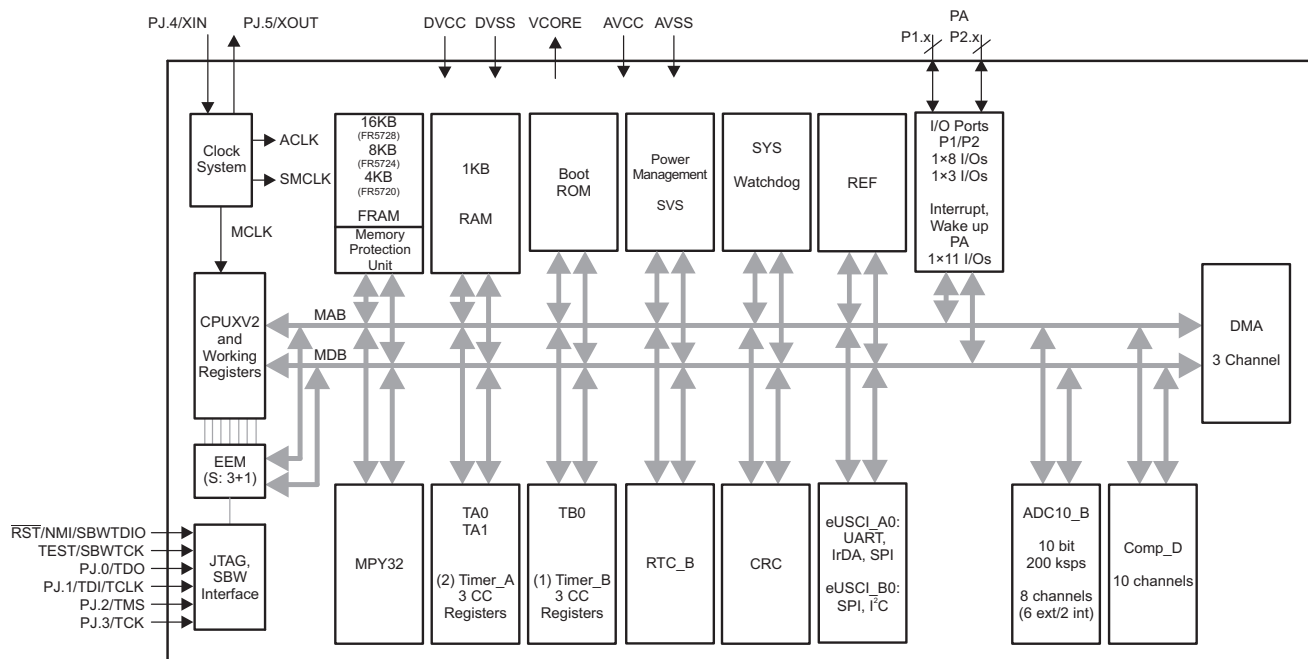 PJ.4/XIN
PJ.5/XOUT
DVCC
DVSS
VCORE
AVCC
AVSS
PA
P1.x
P2.x
Clock
System
ACLK
SMCLK
MCLK
16KB
(FR5728)
8KB
(FR5724)
4KB
(FR5720)
FRAM
Memory
Protection
Unit
1KB
RAM
Boot
ROM
Power
Management
SVS
SYS
Watchdog
REF
I/O Ports
P1/P2
1×8 I/Os
1×3 I/Os
Interrupt,
Wake up
PA
1×11 I/Os
CPUXV2
and
Working
Registers
MAB
MDB
DMA
3 Channel
EEM
(S: 3+1)
RST/NMI/SBWTDIO
TEST/SBWTCK
PJ.0/TDO
PJ.1/TDI/TCLK
PJ.2/TMS
PJ.3/TCK
JTAG,
SBW
Interface
MPY32
TA0
TA1
(2) Timer_A
3 CC
Registers
TB0
(1) Timer_B
3 CC
Registers
RTC_B
CRC
eUSCI_A0:
UART,
IrDA, SPI
eUSCI_B0:
SPI, I²C
ADC10_B
10 bit
200 ksps
8 channels
(6 ext/2 int)
Comp_D
10 channels